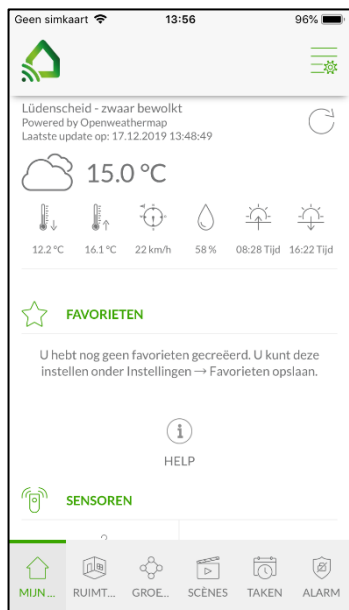 Geen simkaart 13:56 96%
Lüdenscheid - zwaar bewolkt
Powered by Openweathermap
Laatste update op: 17.12.2019 13:48:49
15.0 °C
12.2 °C 16.1 °C 22 km/h 58 % 08:28 Tijd 16:22 Tijd
FAVORIETEN
U hebt nog geen favorieten gecreëerd. U kunt deze
instellen onder Instellingen → Favorieten opslaan.
HELP
SENSOREN
MIJN... RUIMT... GROE... SCÈNES TAKEN ALARM